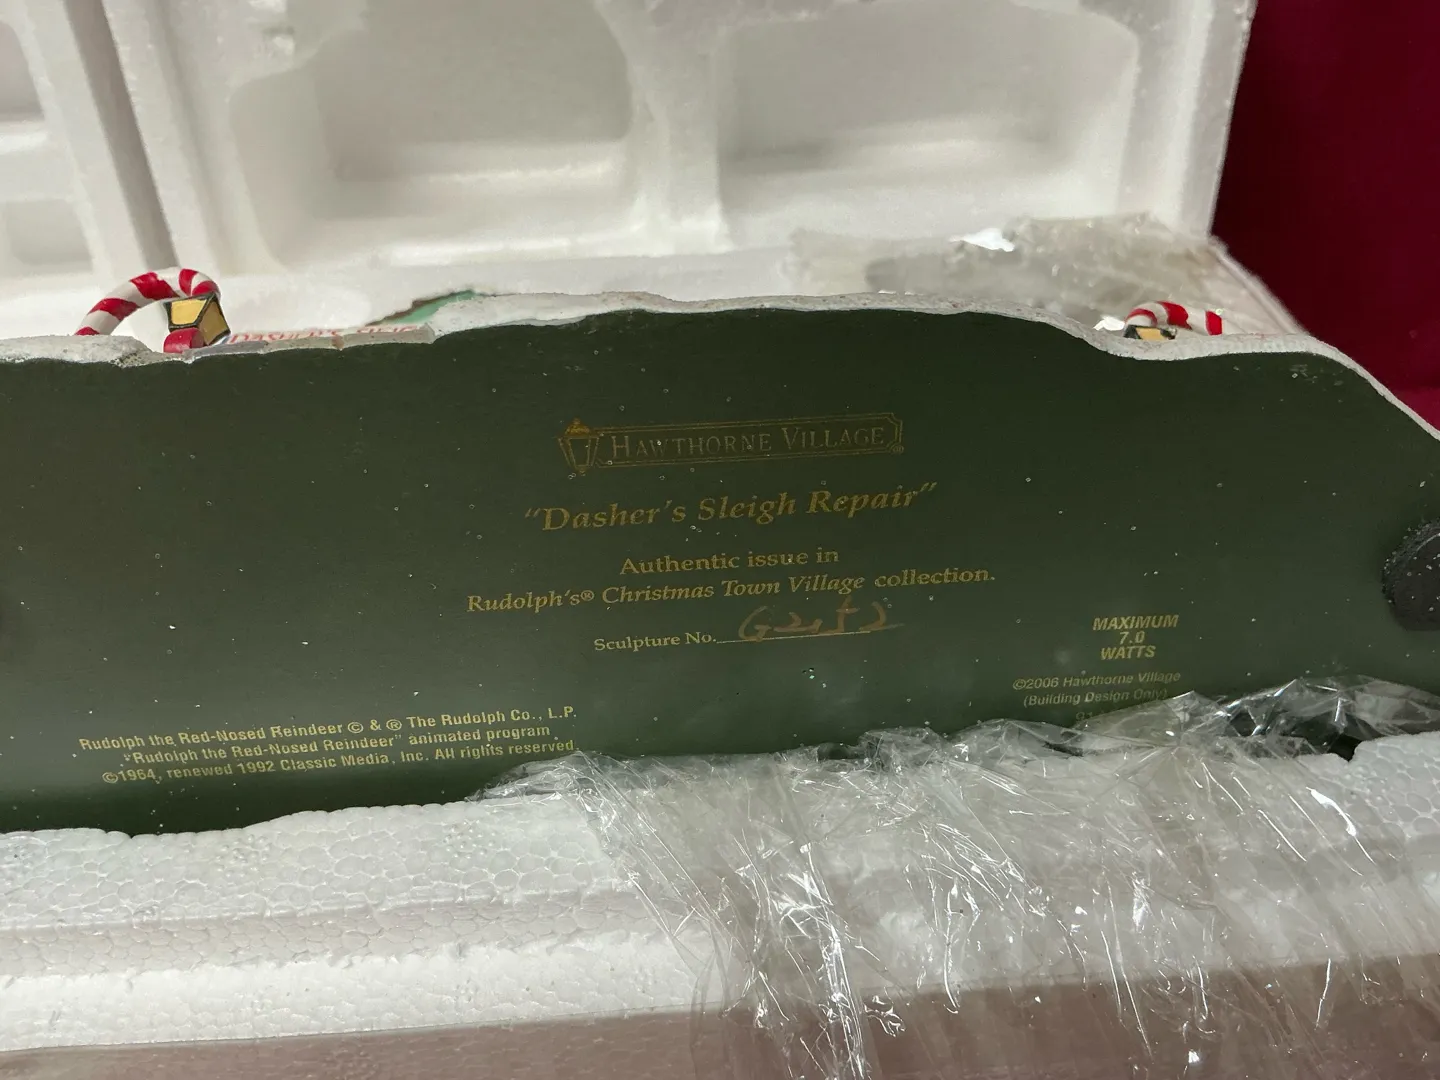 HAWTHORNE VILLAGE
"Dasher's Sleigh Repair"
Authentic issue in
Rudolph's® Christmas Town Village collection.
Sculpture No.
MAXIMUM
7.0
WATTS
©2006 Hawthorne Village
(Building Design Only)
Rudolph the Red-Nosed Reindeer © & ® The Rudolph Co., L.P.
"Rudolph the Red-Nosed Reindeer" animated program
©1964, renewed 1992 Classic Media, Inc. All rights reserved.